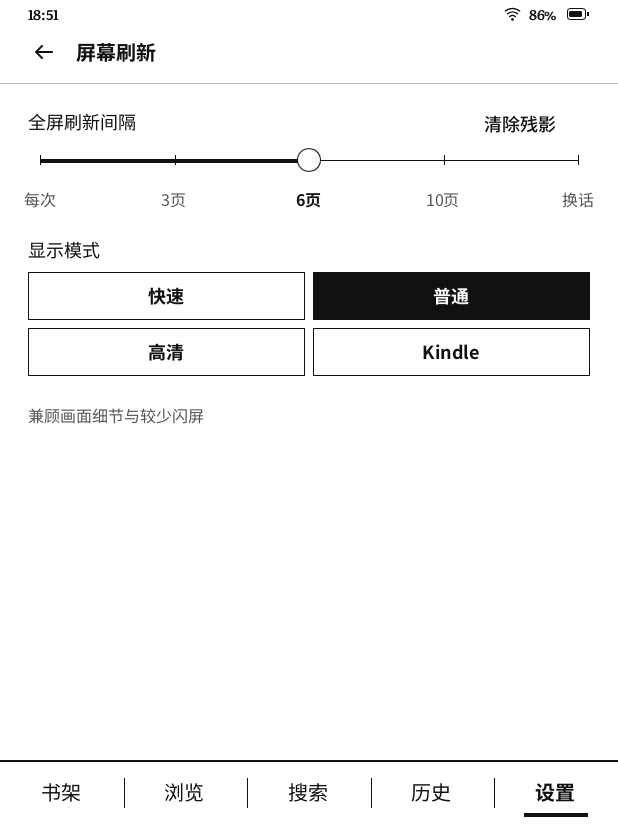 18:51 86%
屏幕刷新
全屏刷新间隔 清除残影
每次 3页 6页 10页 换话
显示模式
快速 普通
高清 Kindle
兼顾画面细节与较少闪屏
书架 浏览 搜索 历史 设置